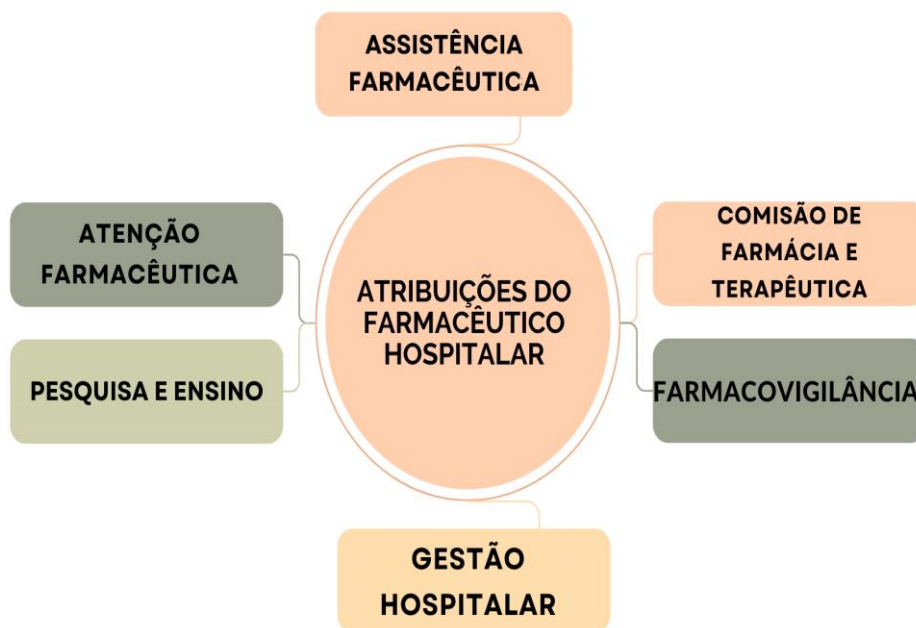 ASSISTÊNCIA
FARMACÊUTICA
ATENÇÃO
FARMACÊUTICA
COMISÃO DE
FARMÁCIA E
TERAPÊUTICA
ATRIBUIÇÕES DO
FARMACÊUTICO
HOSPITALAR
PESQUISA E ENSINO
FARMACOVIGILÂNCIA
GESTÃO
HOSPITALAR